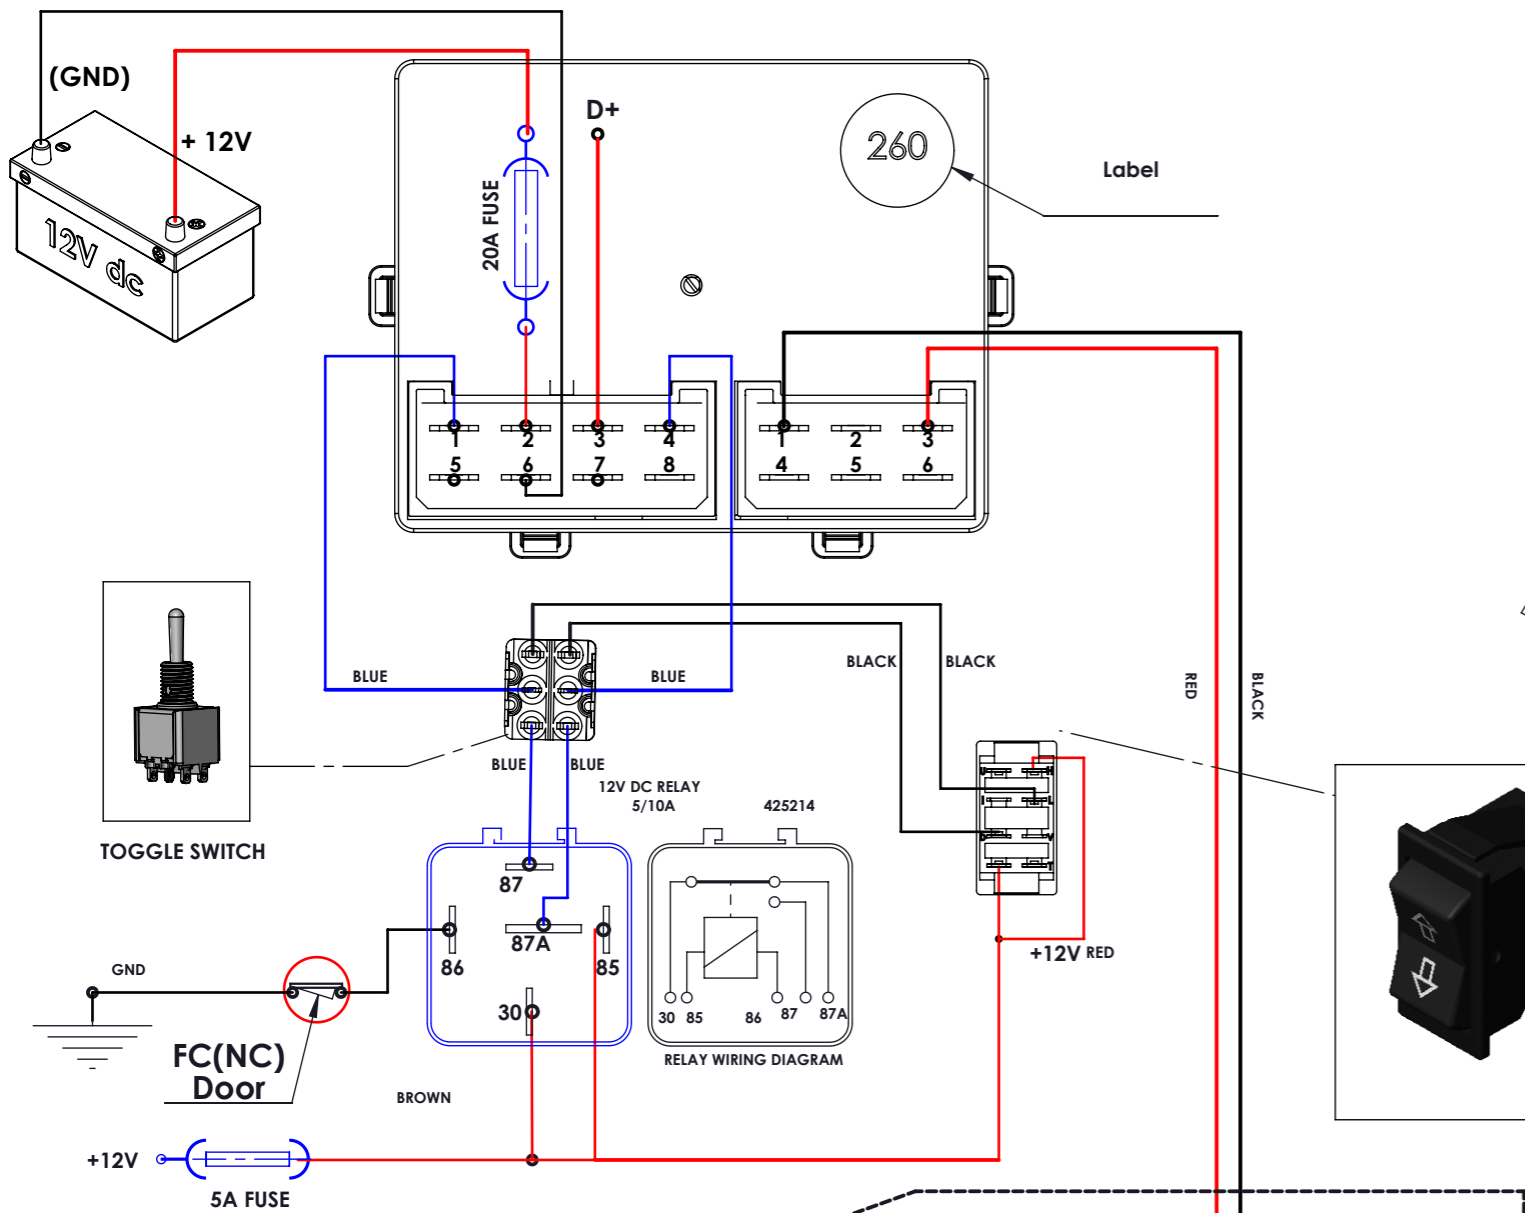 (GND)
+ 12V
12V dc
20A FUSE
D+
260
Label
1 2 3 4
5 6 7 8
1 2 3
4 5 6
BLUE
BLUE
BLACK
BLACK
RED
BLACK
BLUE
BLUE
TOGGLE SWITCH
12V DC RELAY
5/10A
425214
87
87A
86
85
30
30 85 86 87 87A
RELAY WIRING DIAGRAM
+12V RED
GND
FC(NC)
Door
BROWN
+12V
5A FUSE